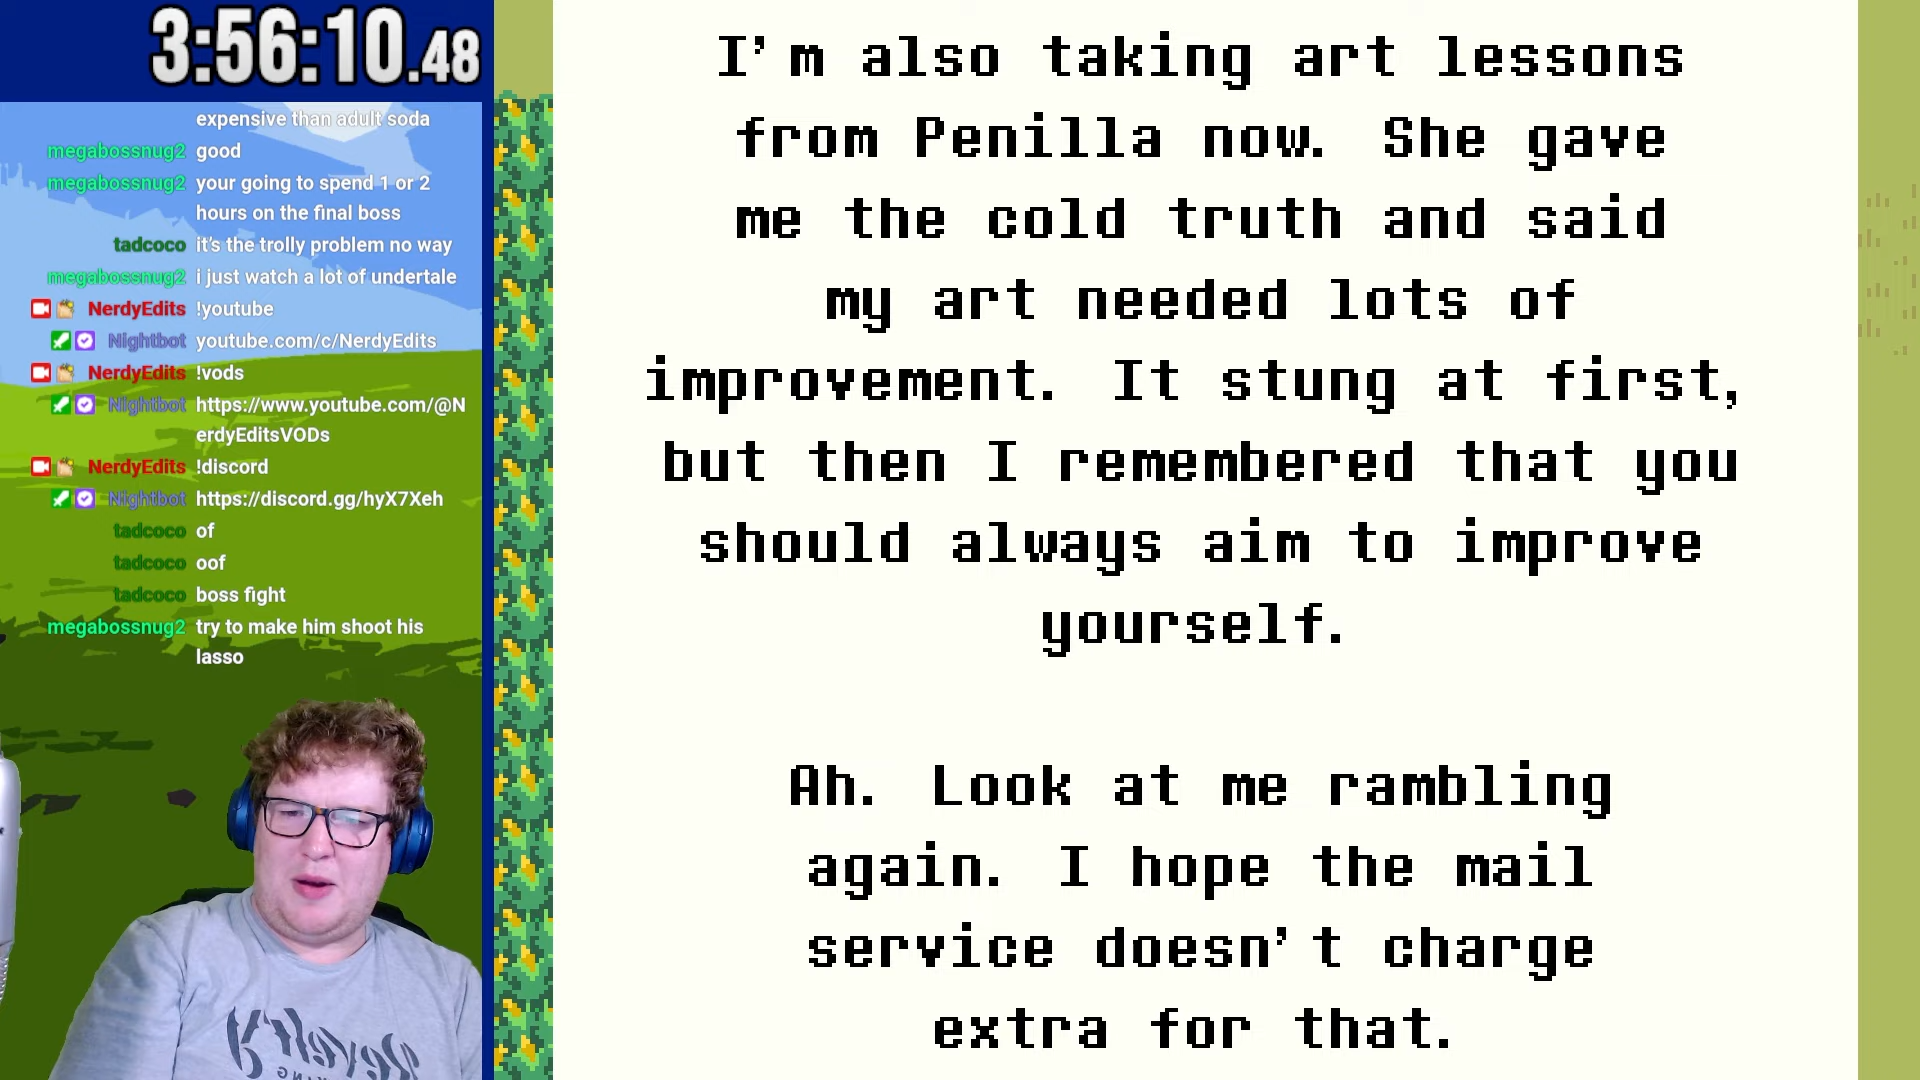 3:56:10.48
expensive than adult soda
megabossnug2 good
megabossnug2 your going to spend 1 or 2
hours on the final boss
tadcoco it's the trolly problem no way
megabossnug2 i just watch a lot of undertale
NerdyEdits !youtube
Nightbot youtube.com/c/NerdyEdits
NerdyEdits !vods
Nightbot https://www.youtube.com/@N
erdyEditsVODs
NerdyEdits !discord
Nightbot https://discord.gg/hyX7Xeh
tadcoco of
tadcoco oof
tadcoco boss fight
megabossnug2 try to make him shoot his
lasso
I'm also taking art lessons
from Penilla now. She gave
me the cold truth and said
my art needed lots of
improvement. It stung at first,
but then I remembered that you
should always aim to improve
yourself.
Ah. Look at me rambling
again. I hope the mail
service doesn't charge
extra for that.